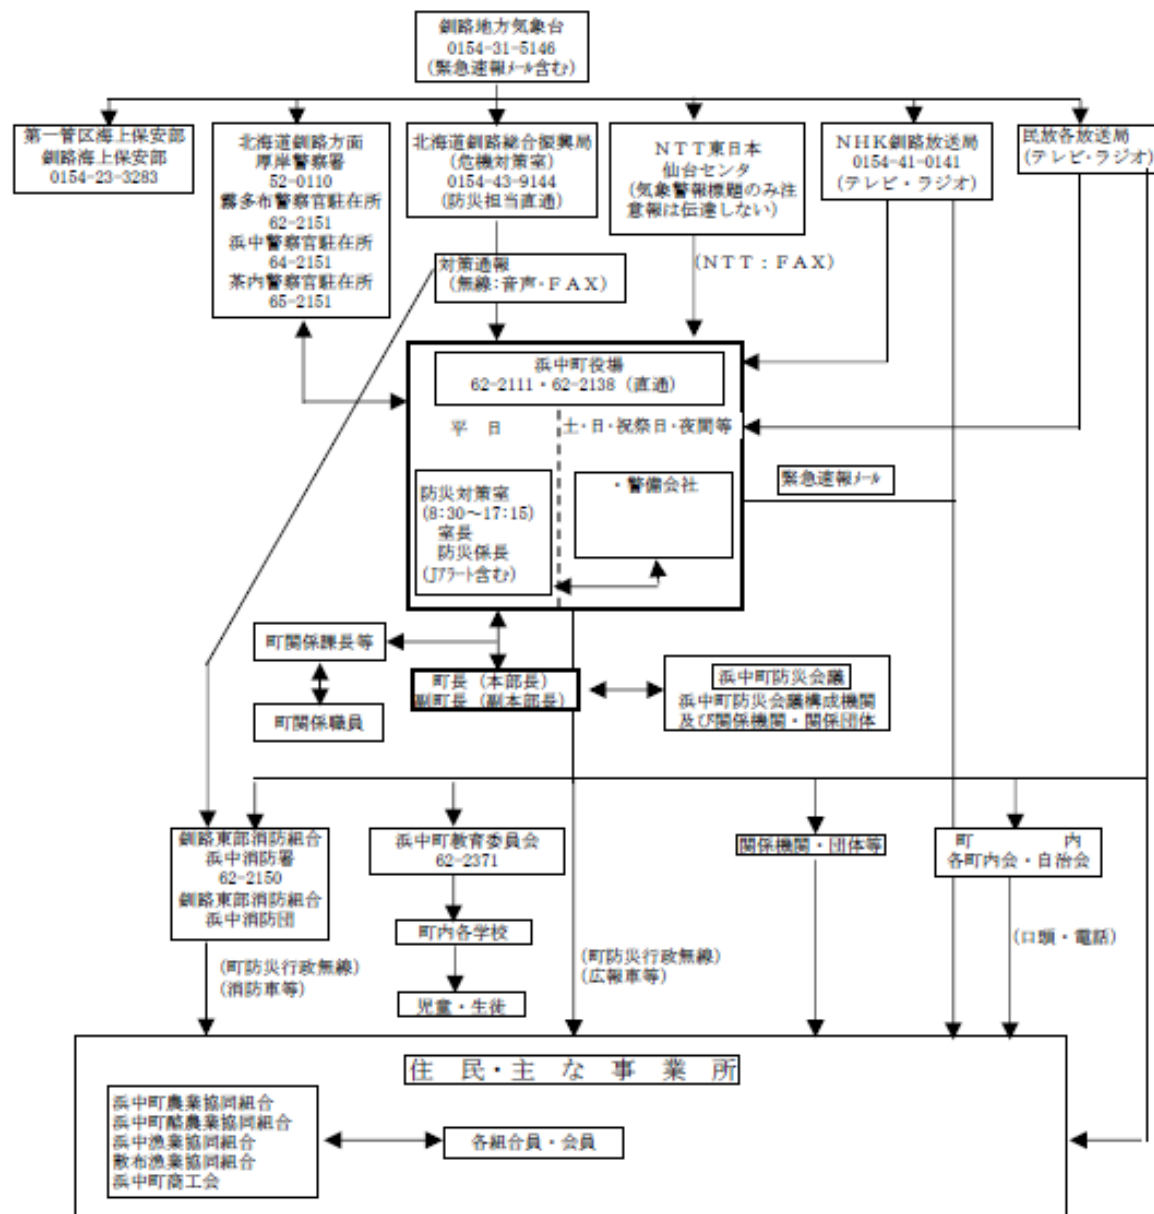 釧路地方気象台
0154-31-5146
(緊急速報ﾒｰﾙ含む)
第一管区海上保安部
釧路海上保安部
0154-23-3283
北海道釧路方面
厚岸警察署
52-0110
霧多布警察官駐在所
62-2151
浜中警察官駐在所
64-2151
茶内警察官駐在所
65-2151
北海道釧路総合振興局
(危機対策室)
0154-43-9144
(防災担当直通)
ＮＴＴ東日本
仙台センタ
(気象警報標題のみ注
意報は伝達しない)
ＮＨＫ釧路放送局
0154-41-0141
(テレビ・ラジオ)
民放各放送局
(テレビ・ラジオ)
対策通報
(無線：音声・ＦＡＸ)
(ＮＴＴ：ＦＡＸ)
浜中町役場
62-2111・62-2138 (直通)
平　日
土・日・祝祭日・夜間等
防災対策室
(8:30～17:15)
室長
防災係長
(Jｱﾗｰﾄ含む)
・警備会社
緊急速報ﾒｰﾙ
町関係課長等
町関係職員
町長（本部長）
副町長（副本部長）
浜中町防災会議
浜中町防災会議構成機関
及び関係機関・関係団体
釧路東部消防組合
浜中消防署
62-2150
釧路東部消防組合
浜中消防団
浜中町教育委員会
62-2371
関係機関・団体等
町　　　　内
各町内会・自治会
町内各学校
児童・生徒
(町防災行政無線)
(消防車等)
(町防災行政無線)
(広報車等)
(口頭・電話)
住　民・主　な　事　業　所
浜中町農業協同組合
浜中町酪農業協同組合
浜中漁業協同組合
散布漁業協同組合
浜中町商工会
各組合員・会員